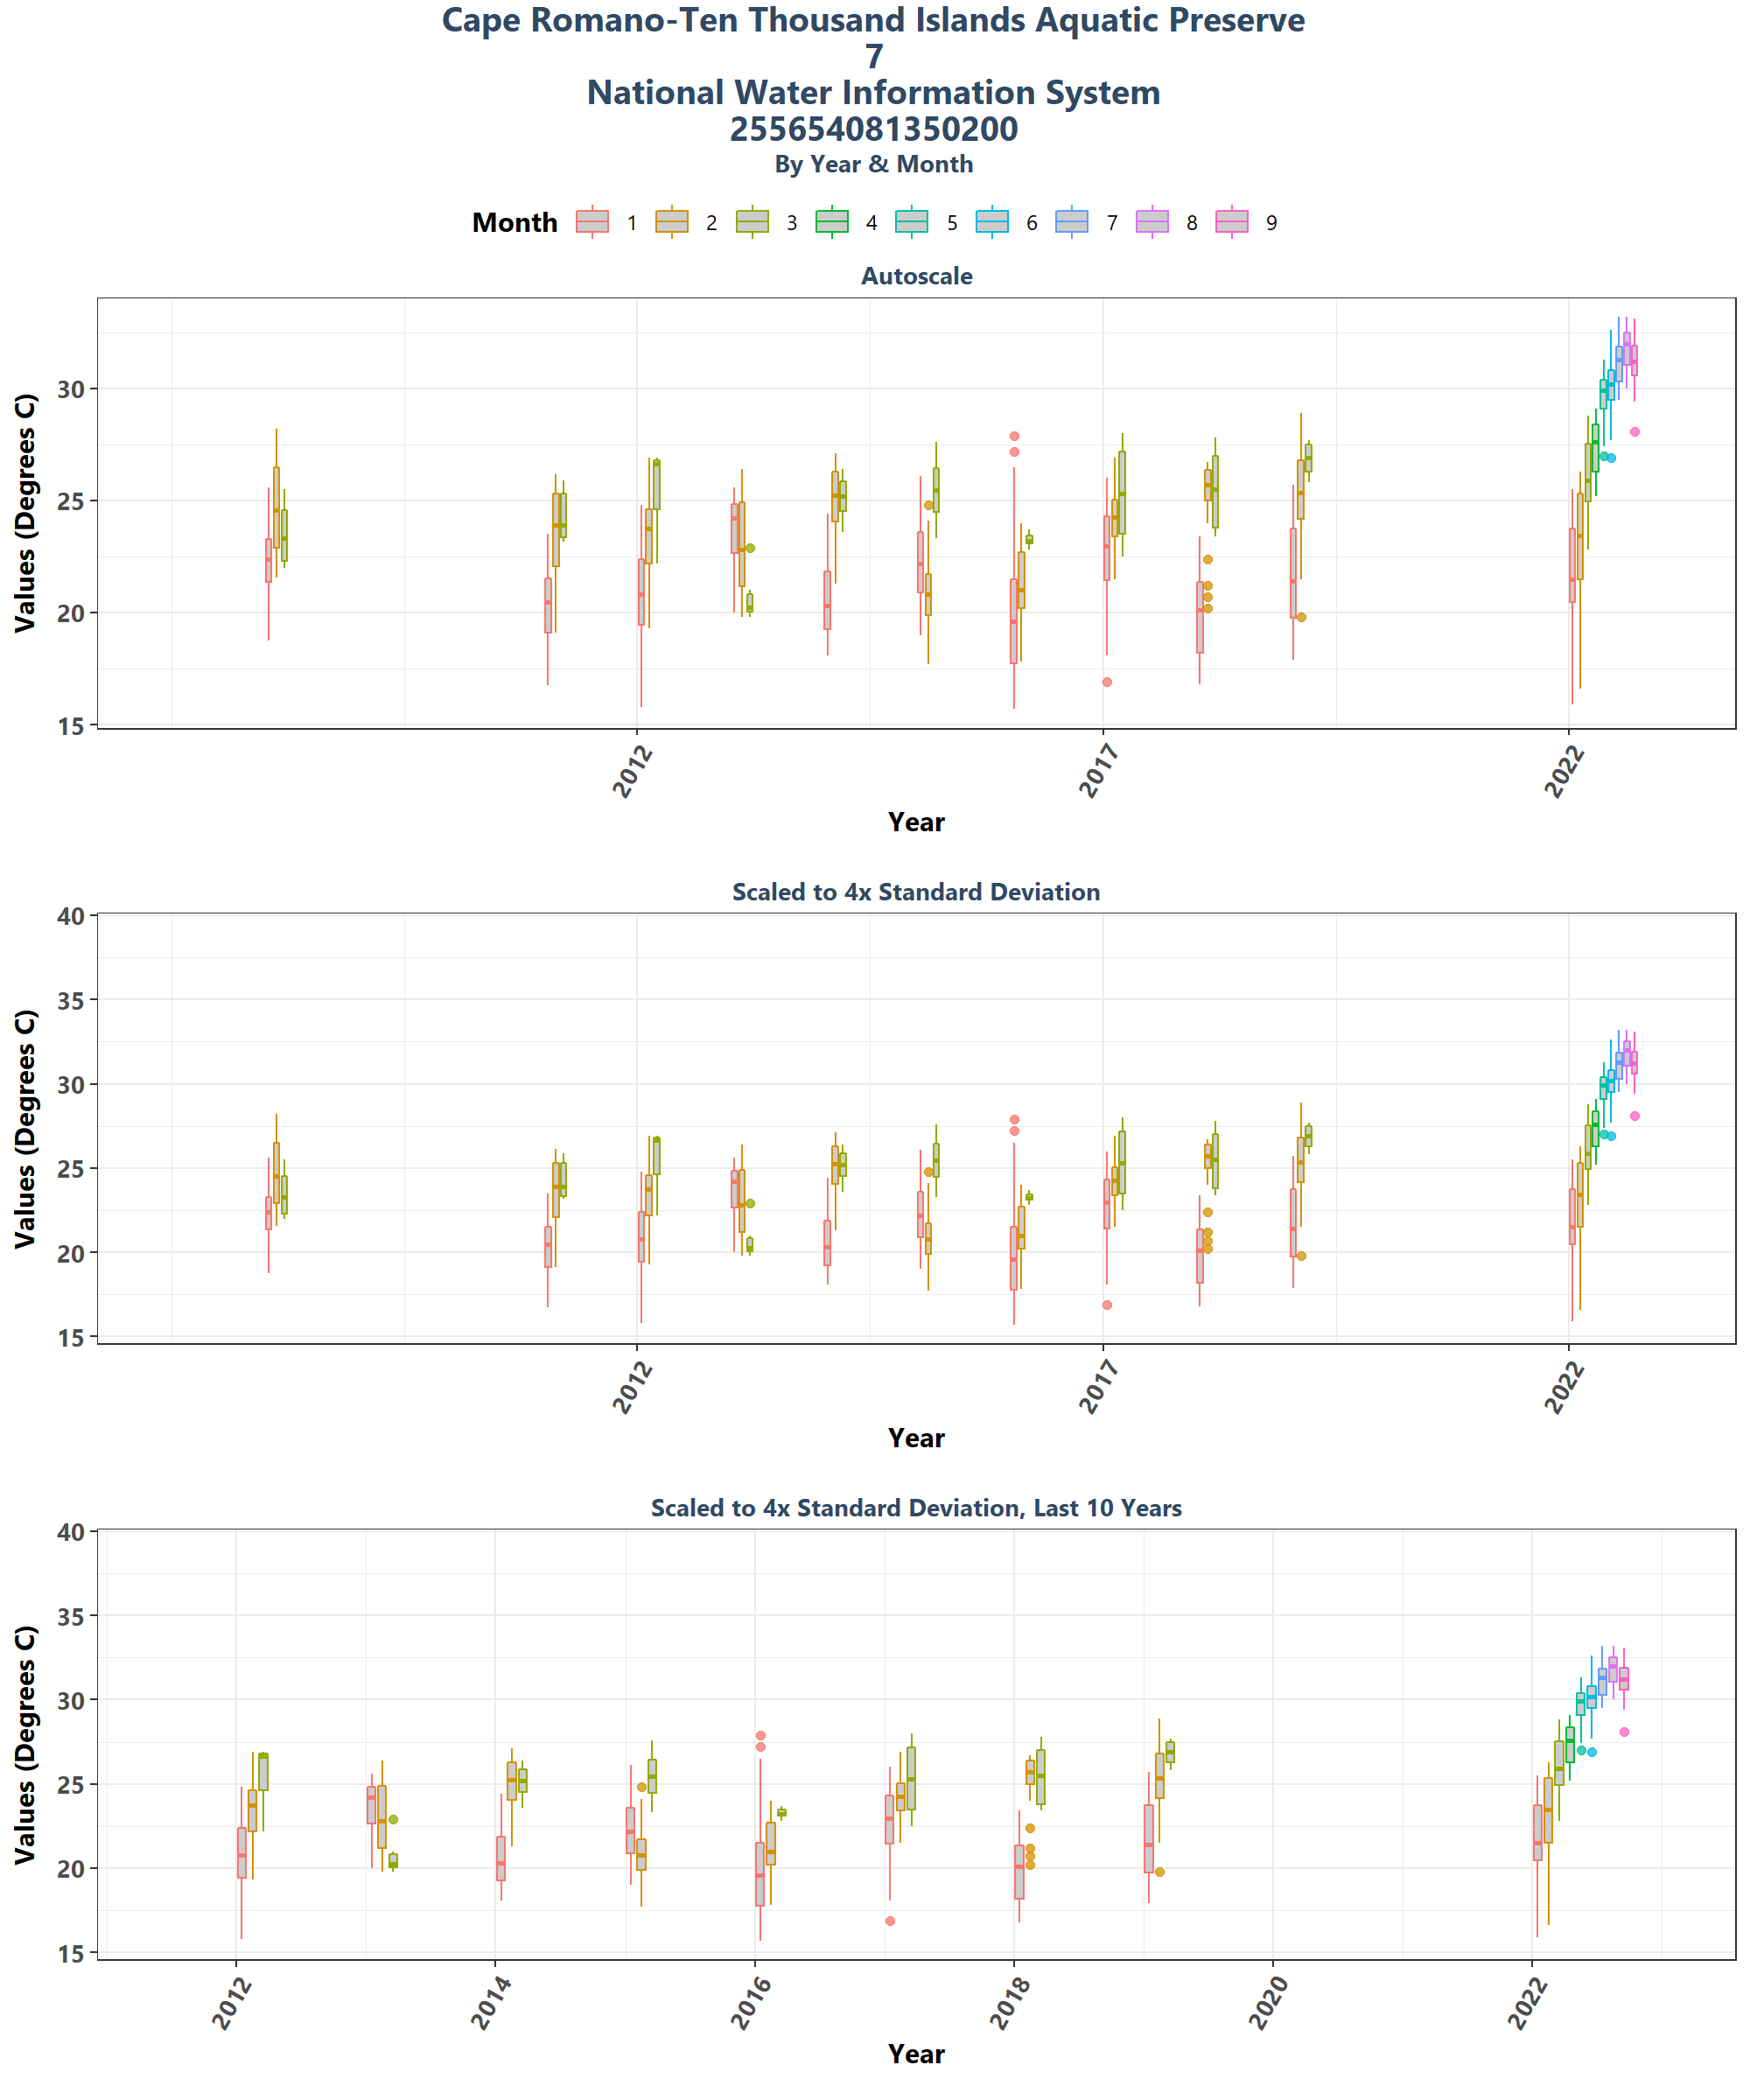 Cape Romano-Ten Thousand Islands Aquatic Preserve
7
National Water Information System
255654081350200
By Year & Month
Month 1 2 3 4 5 6 7 8 9
Autoscale
Values (Degrees C)
30
25
20
15
2012 2017 2022
Year
Scaled to 4x Standard Deviation
Values (Degrees C)
40
35
30
25
20
15
2012 2017 2022
Year
Scaled to 4x Standard Deviation, Last 10 Years
Values (Degrees C)
40
35
30
25
20
15
2012 2014 2016 2018 2020 2022
Year